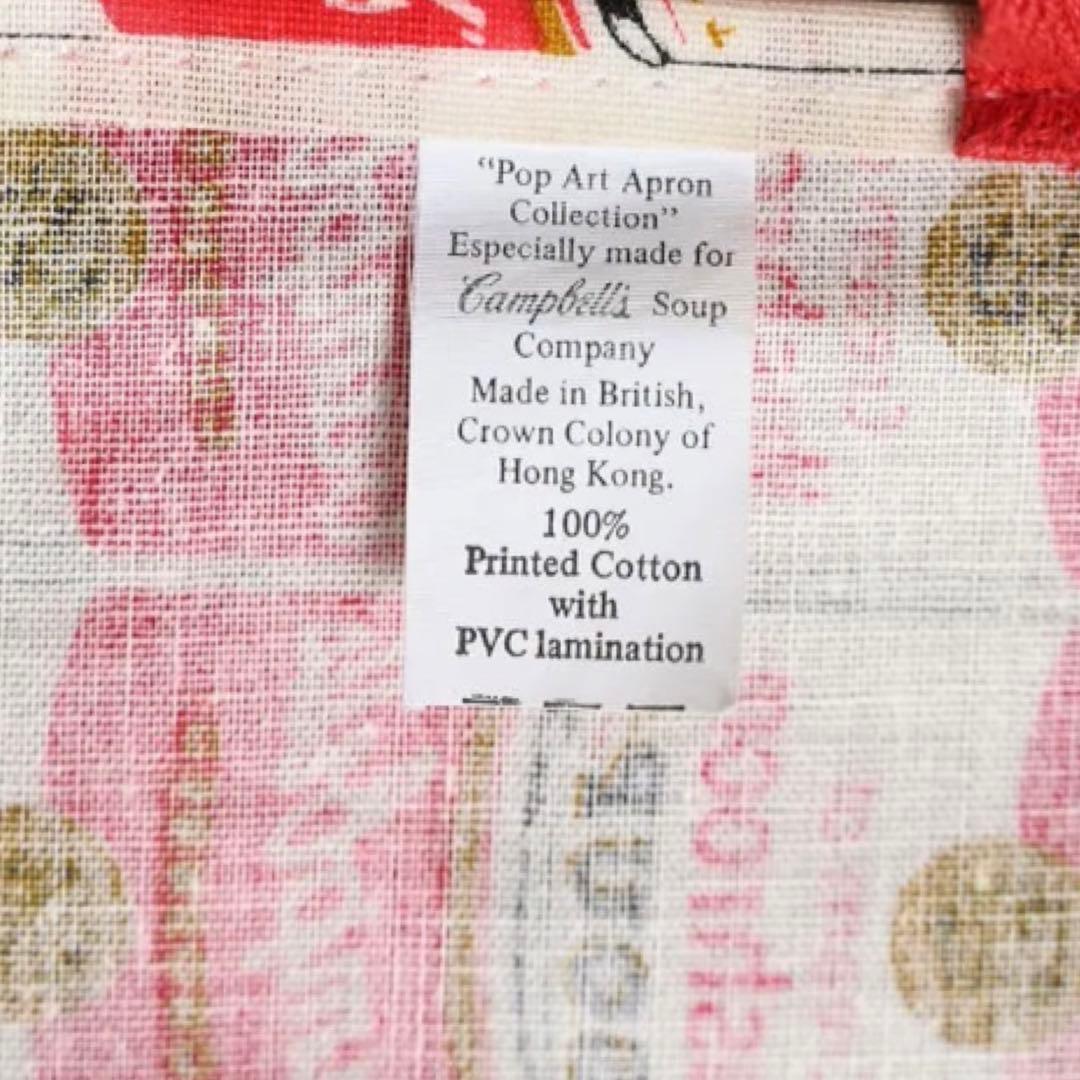 “Pop Art Apron
Collection”
Especially made for
Campbell's Soup
Company
Made in British,
Crown Colony of
Hong Kong.
100%
Printed Cotton
with
PVC lamination